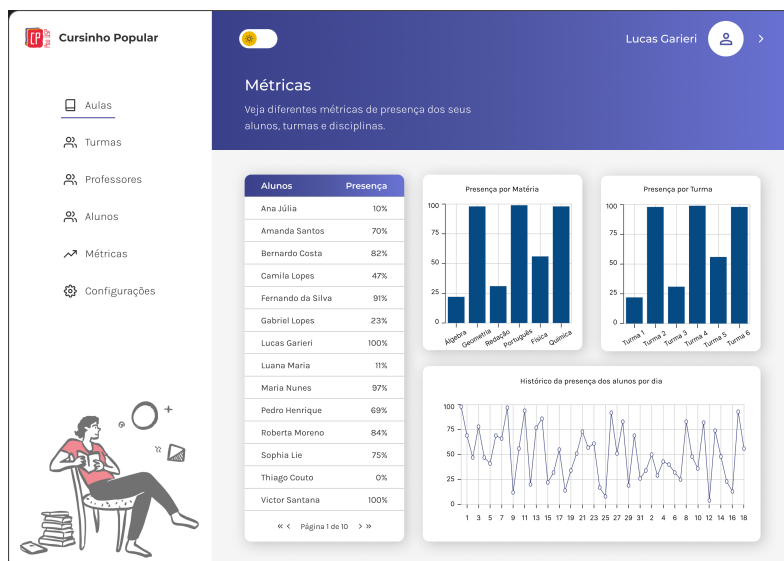 CP
POLI USP
Cursinho Popular
Lucas Garieri
Aulas
Turmas
Professores
Alunos
Métricas
Configurações
Métricas
Veja diferentes métricas de presença dos seus
alunos, turmas e disciplinas.
Alunos Presença
Ana Júlia 10%
Amanda Santos 70%
Bernardo Costa 82%
Camila Lopes 47%
Fernando da Silva 91%
Gabriel Lopes 23%
Lucas Garieri 100%
Luana Maria 11%
Maria Nunes 97%
Pedro Henrique 69%
Roberta Moreno 84%
Sophia Lie 75%
Thiago Couto 0%
Victor Santana 100%
Página 1 de 10
Presença por Matéria
100
75
50
25
0
Álgebra Geometria Redação Português Física Química
Presença por Turma
100
75
50
25
0
Turma 1 Turma 2 Turma 3 Turma 4 Turma 5 Turma 6
Histórico da presença dos alunos por dia
100
75
50
25
0
1 3 5 7 9 11 13 15 17 19 21 23 25 27 29 31 2 4 6 8 10 12 14 16 18